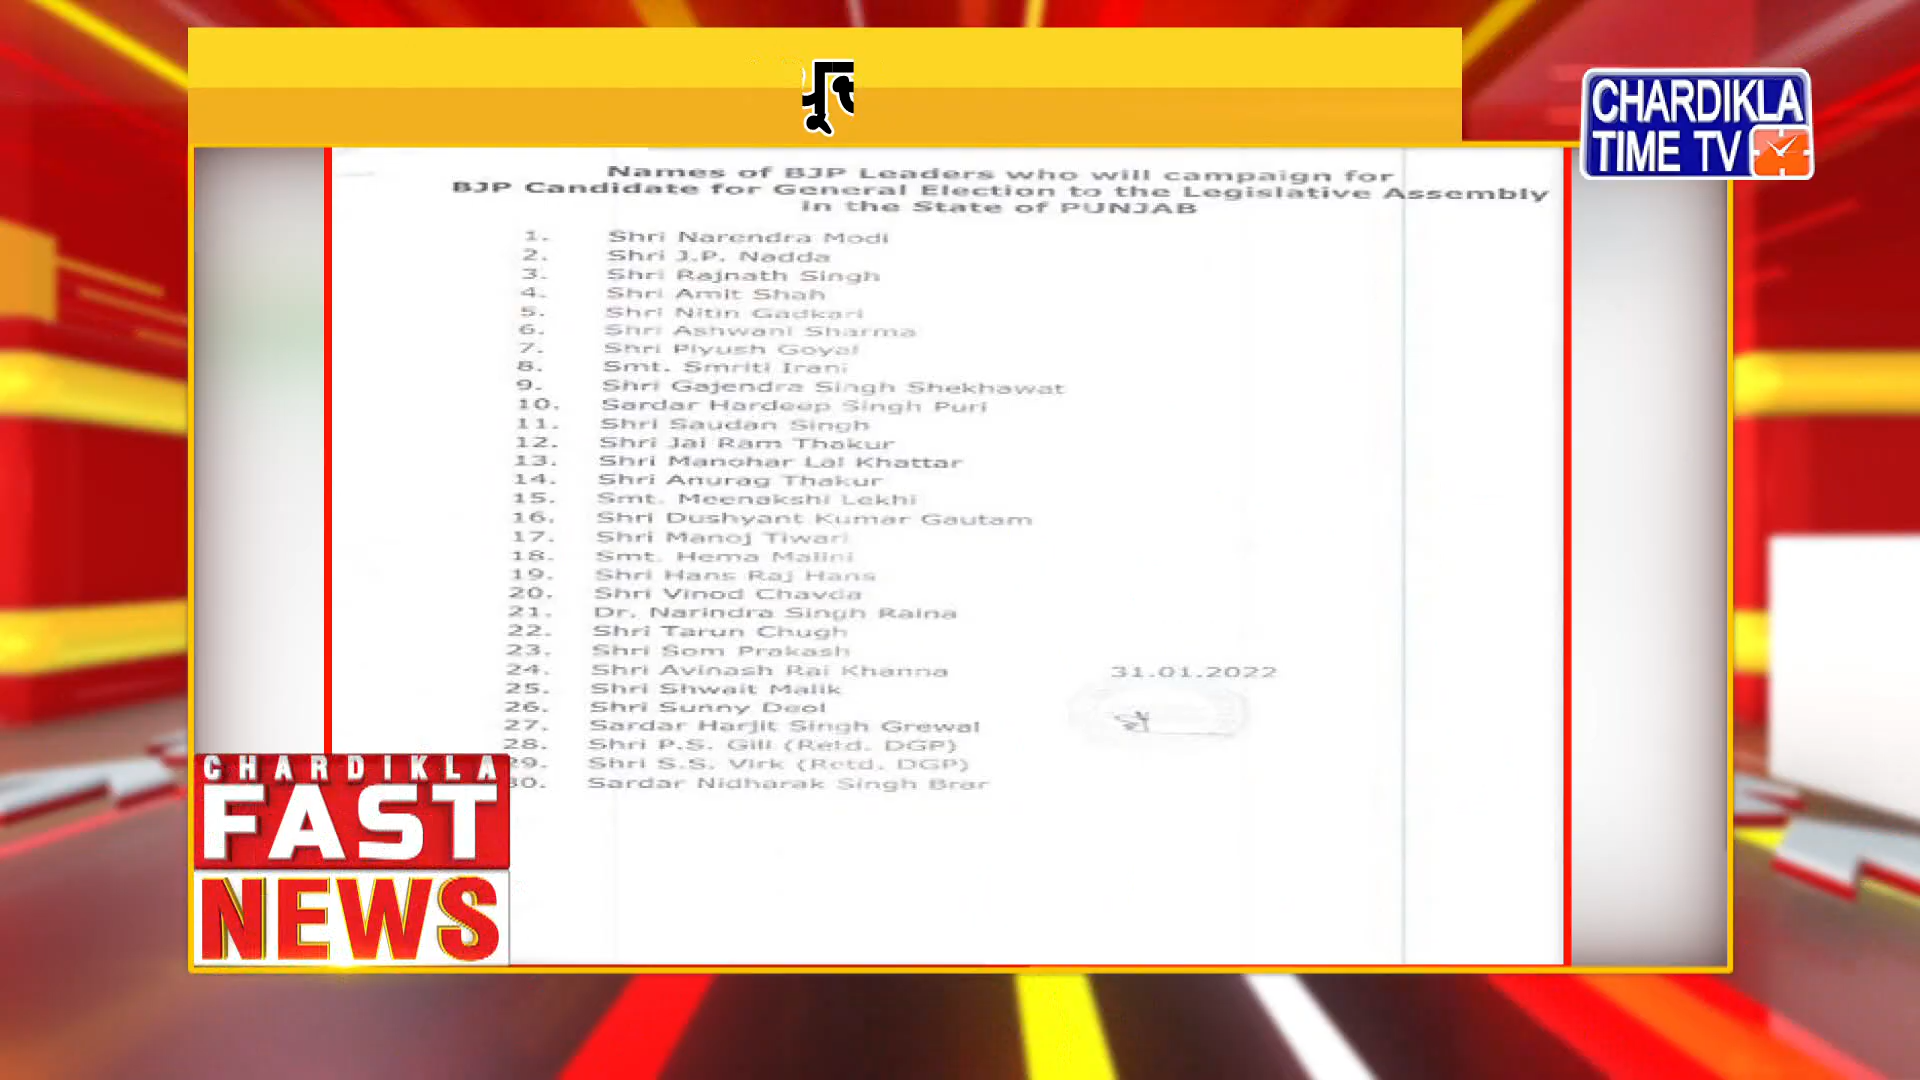 CHARDIKLA
TIME TV
Names of BJP Leaders who will campaign for
BJP Candidate for General Election to the Legislative Assembly
in the State of PUNJAB
1. Shri Narendra Modi
2. Shri J.P. Nadda
3. Shri Rajnath Singh
4. Shri Amit Shah
5. Shri Nitin Gadkari
6. Shri Ashwani Sharma
7. Shri Piyush Goyal
8. Smt. Smriti Irani
9. Shri Gajendra Singh Shekhawat
10. Sardar Hardeep Singh Puri
11. Shri Saudan Singh
12. Shri Jai Ram Thakur
13. Shri Manohar Lal Khattar
14. Shri Anurag Thakur
15. Smt. Meenakshi Lekhi
16. Shri Dushyant Kumar Gautam
17. Shri Manoj Tiwari
18. Smt. Hema Malini
19. Shri Hans Raj Hans
20. Shri Vinod Chavda
21. Dr. Narindra Singh Raina
22. Shri Tarun Chugh
23. Shri Som Prakash
24. Shri Avinash Rai Khanna 31.01.2022
25. Shri Shwait Malik
26. Shri Sunny Deol
27. Sardar Harjit Singh Grewal
28. Shri P.S. Gill (Retd. DGP)
29. Shri S.S. Virk (Retd. DGP)
30. Sardar Nidharak Singh Brar
CHARDIKLA
FAST
NEWS